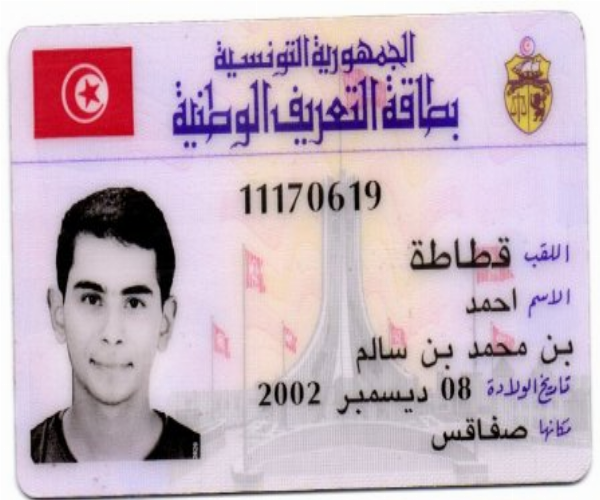 الجمهورية التونسية
بطاقة التعريف الوطنية
11170619
اللقب قطاطة
الاسم احمد
بن محمد بن سالم
تاريخ الولادة 08 ديسمبر 2002
مكانها صفاقس